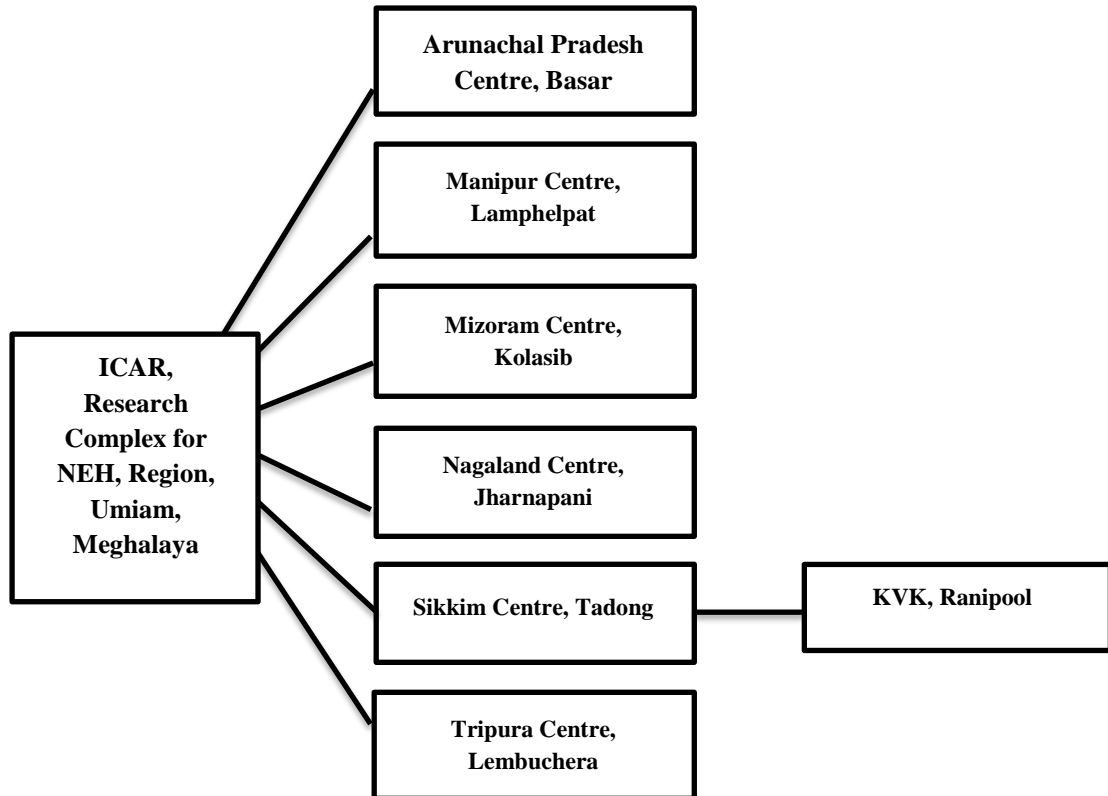 Arunachal Pradesh
Centre, Basar
Manipur Centre,
Lamphelpat
Mizoram Centre,
Kolasib
ICAR,
Research
Complex for
NEH, Region,
Umiam,
Meghalaya
Nagaland Centre,
Jharnapani
Sikkim Centre, Tadong
KVK, Ranipool
Tripura Centre,
Lembuchera